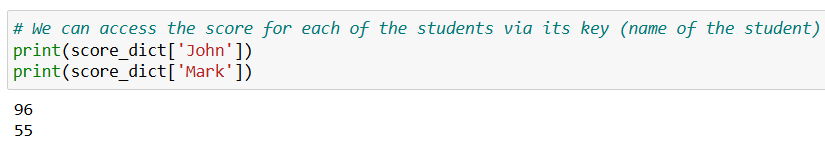 # We can access the score for each of the students via its key (name of the student)
print(score_dict['John'])
print(score_dict['Mark'])
96
55